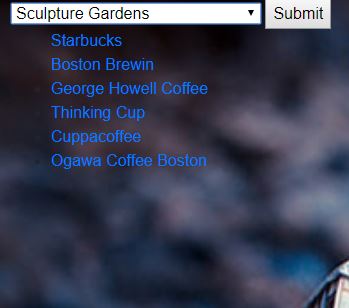 Sculpture Gardens Submit
Starbucks
Boston Brewin
George Howell Coffee
Thinking Cup
Cuppacoffee
Ogawa Coffee Boston